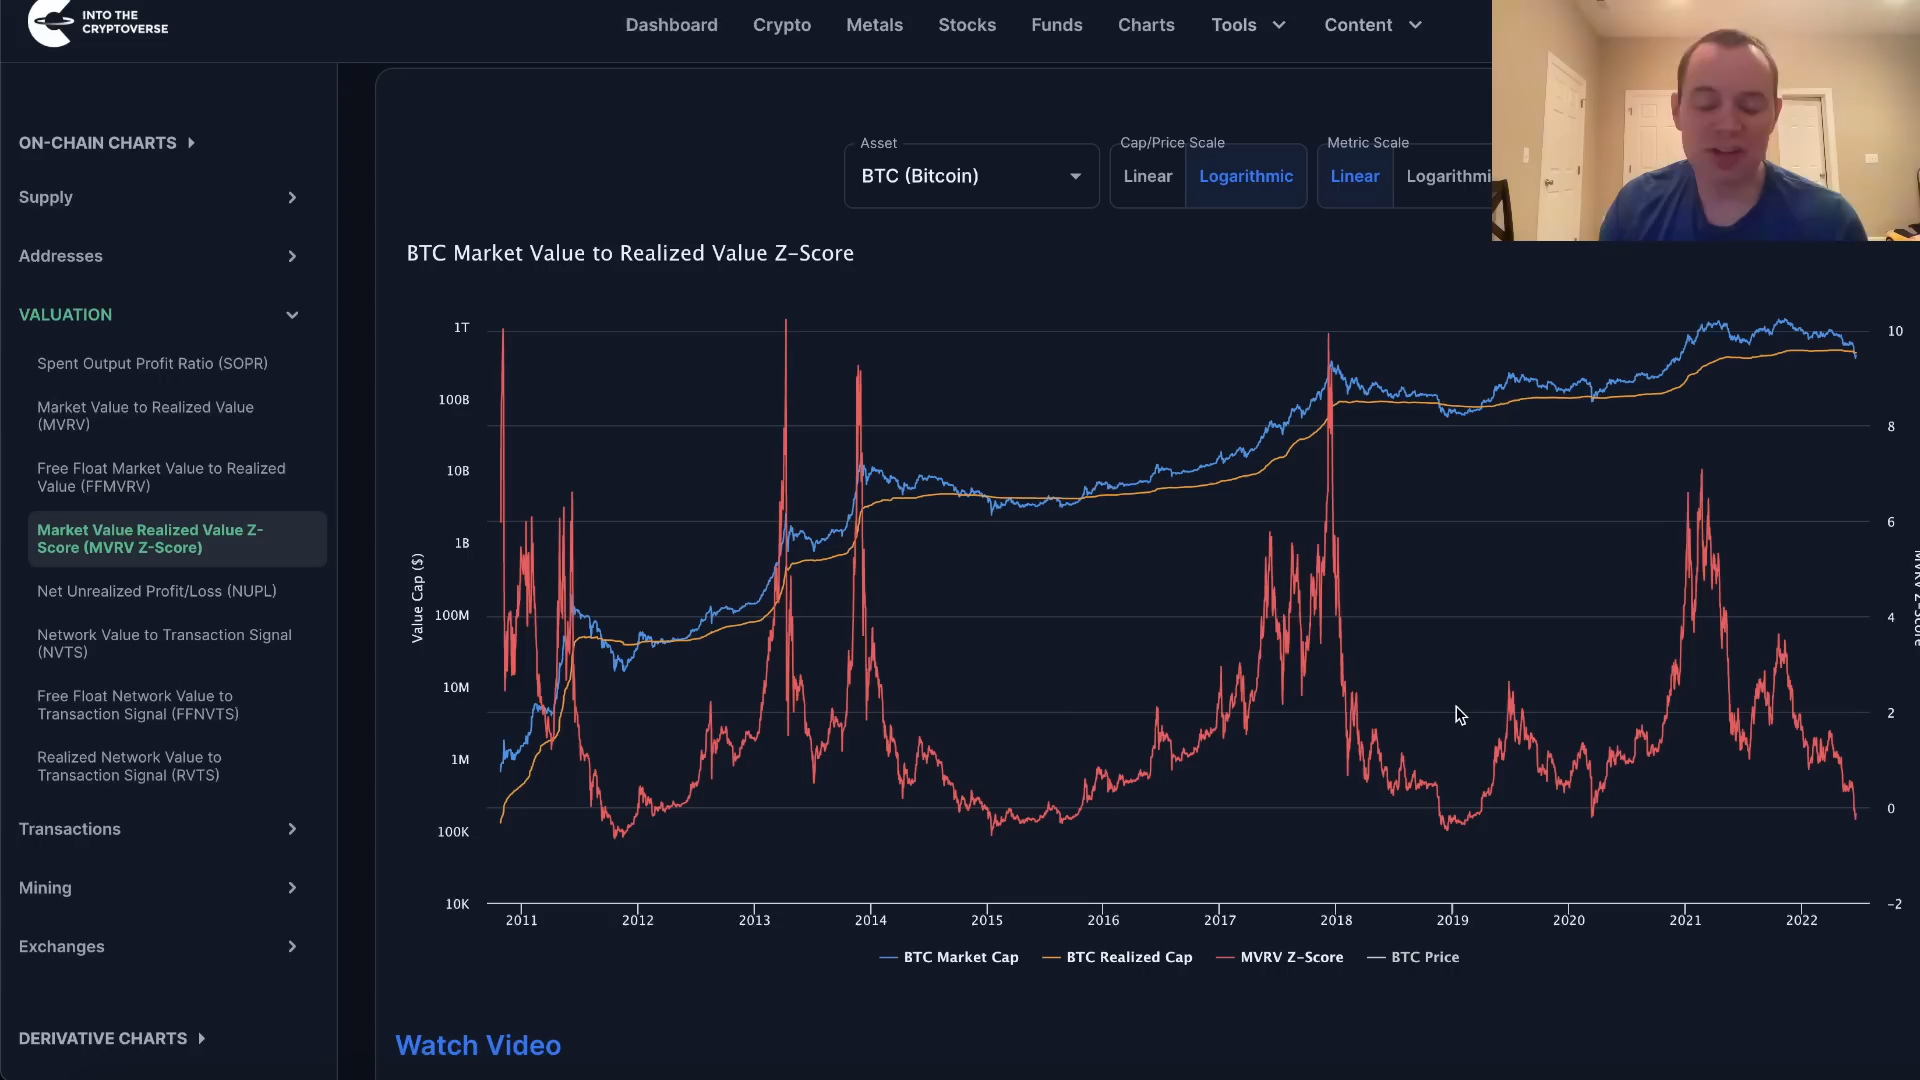 INTO THE
CRYPTOVERSE
Dashboard Crypto Metals Stocks Funds Charts Tools Content
ON-CHAIN CHARTS
Supply
Addresses
VALUATION
Spent Output Profit Ratio (SOPR)
Market Value to Realized Value
(MVRV)
Free Float Market Value to Realized
Value (FFMVRV)
Market Value Realized Value Z-
Score (MVRV Z-Score)
Net Unrealized Profit/Loss (NUPL)
Network Value to Transaction Signal
(NVTS)
Free Float Network Value to
Transaction Signal (FFNVTS)
Realized Network Value to
Transaction Signal (RVTS)
Transactions
Mining
Exchanges
DERIVATIVE CHARTS
Asset
BTC (Bitcoin)
Cap/Price Scale
Linear Logarithmic
Metric Scale
Linear Logarithmi
BTC Market Value to Realized Value Z-Score
Value Cap ($)
1T
100B
10B
1B
100M
10M
1M
100K
10K
10
8
6
4
2
0
-2
MVRV Z-Score
2011 2012 2013 2014 2015 2016 2017 2018 2019 2020 2021 2022
BTC Market Cap BTC Realized Cap MVRV Z-Score BTC Price
Watch Video